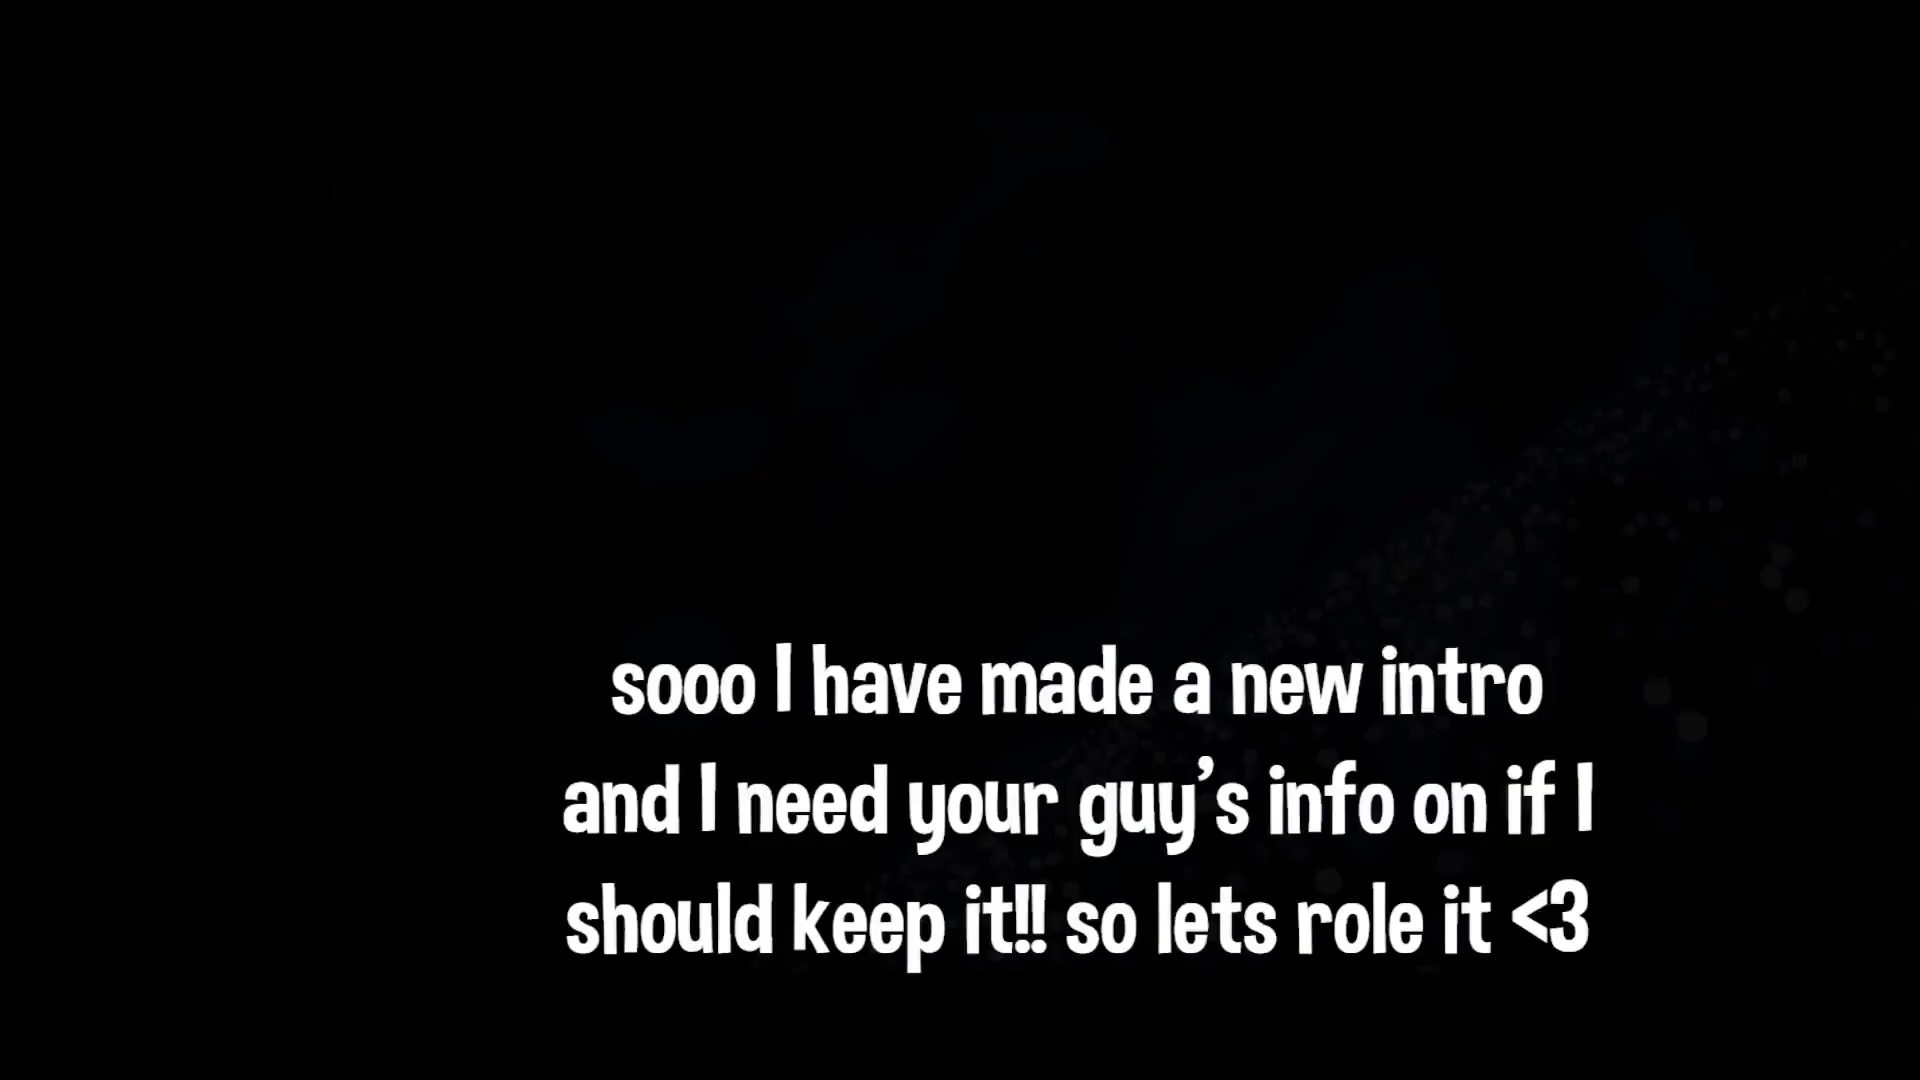 sooo I have made a new intro
and I need your guy's info on if I
should keep it!! so lets role it <3